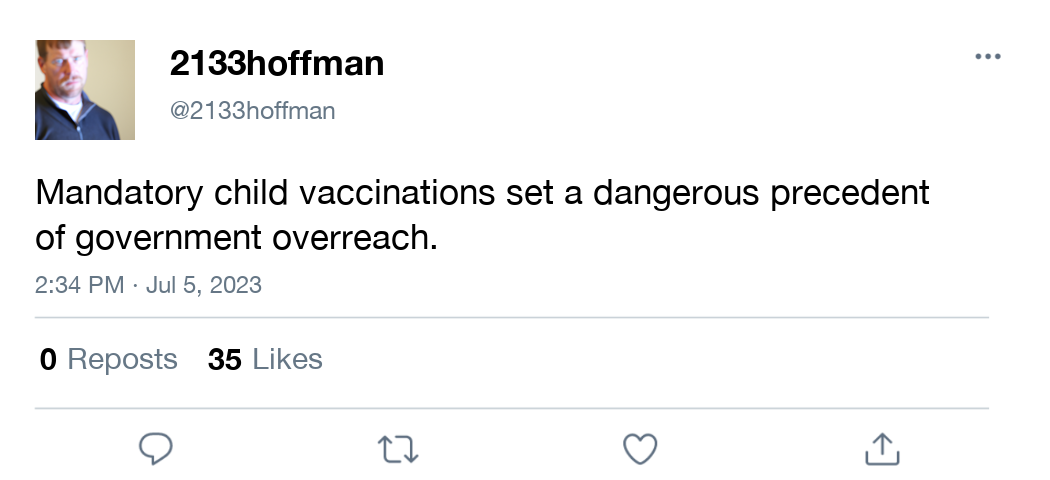 2133hoffman
@2133hoffman
Mandatory child vaccinations set a dangerous precedent
of government overreach.
2:34 PM · Jul 5, 2023
0 Reposts 35 Likes